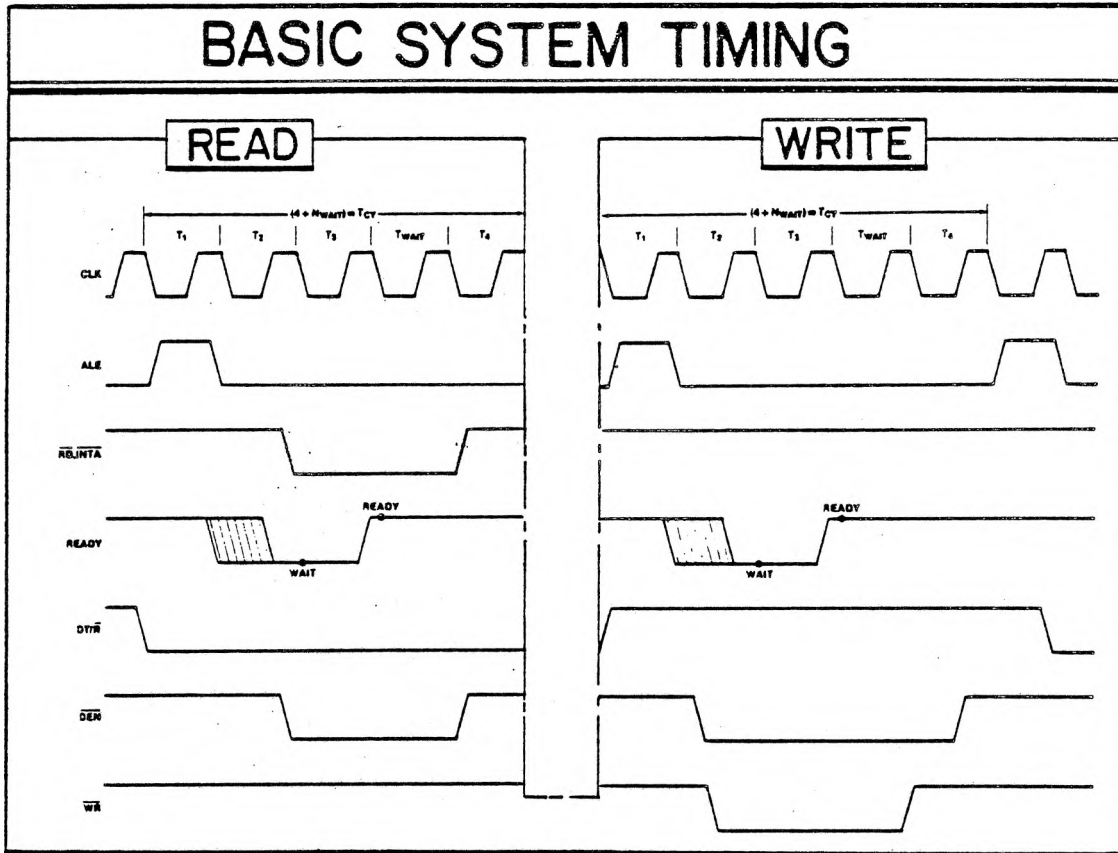 BASIC SYSTEM TIMING
READ
WRITE
(4 + NWAIT) = TCY
(4 + NWAIT) = TCY
T1 T2 T3 TWAIT T4
T1 T2 T3 TWAIT T4
CLK
ALE
RD,INTA
READY
READY
READY
WAIT
WAIT
DT/R
DEN
WR